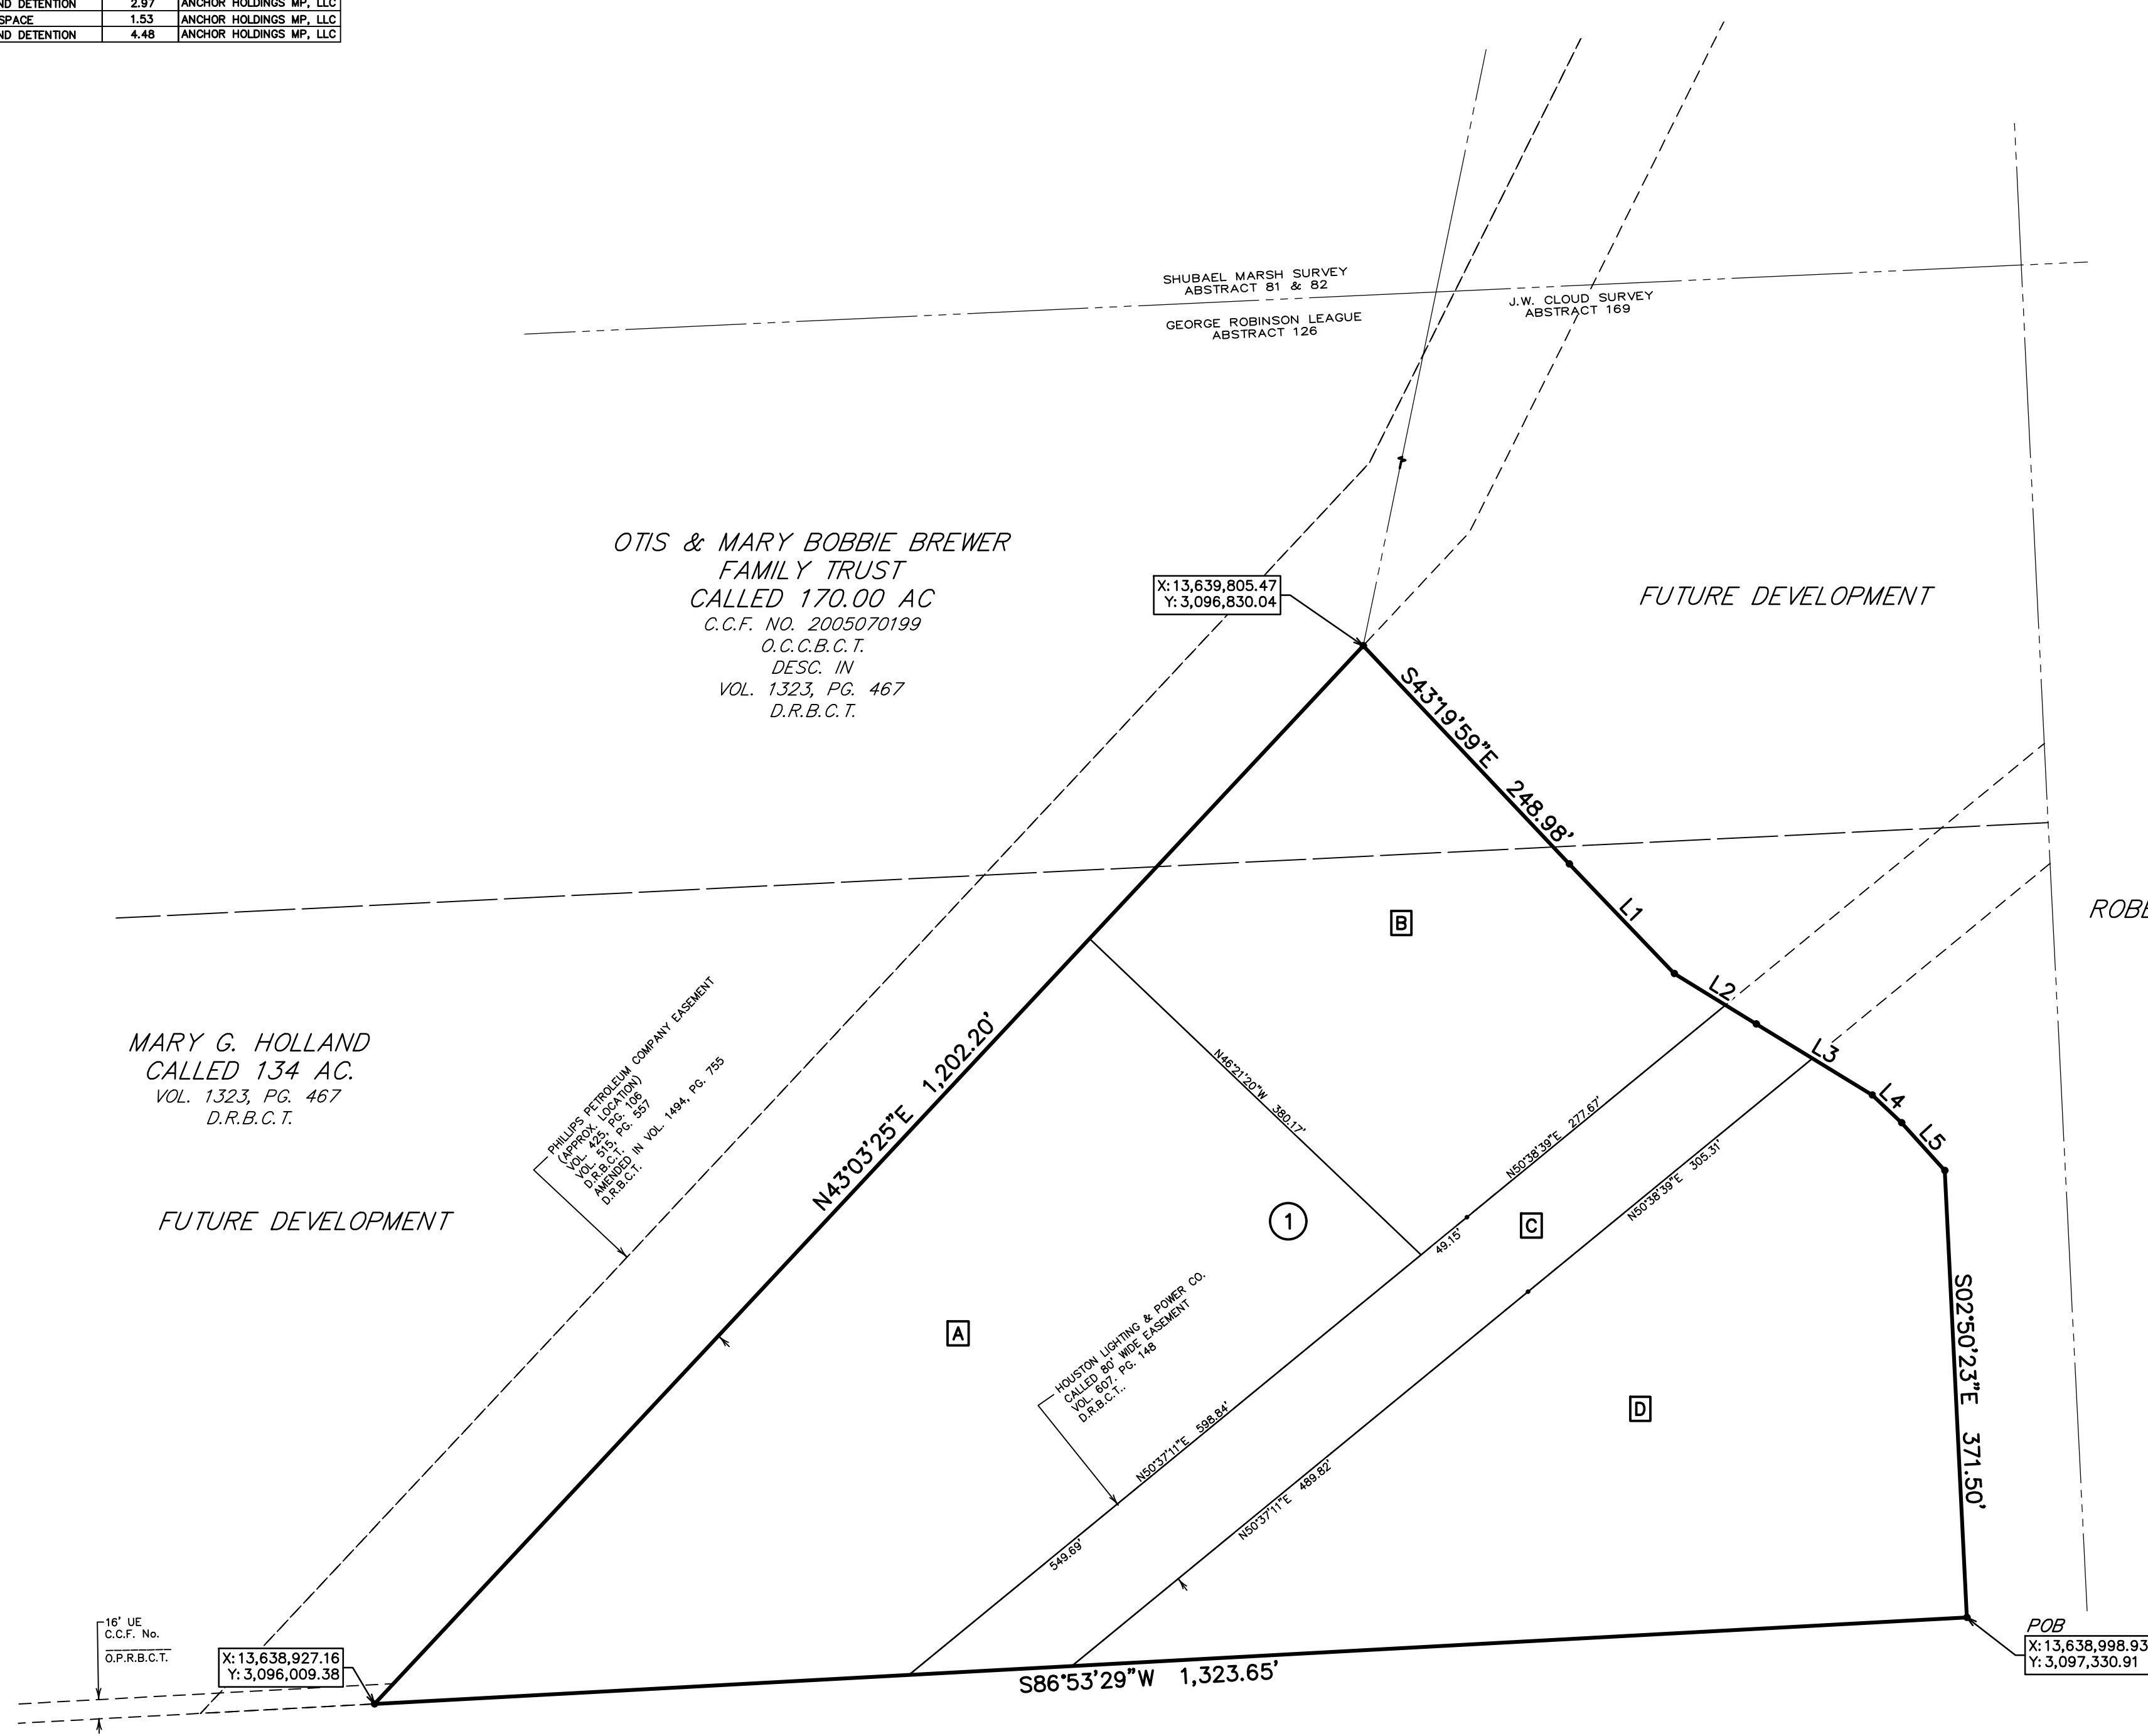 ND DETENTION 2.97 ANCHOR HOLDINGS MP, LLC
SPACE 1.53 ANCHOR HOLDINGS MP, LLC
ND DETENTION 4.48 ANCHOR HOLDINGS MP, LLC
SHUBAEL MARSH SURVEY
ABSTRACT 81 & 82
GEORGE ROBINSON LEAGUE
ABSTRACT 126
J.W. CLOUD SURVEY
ABSTRACT 169
OTIS & MARY BOBBIE BREWER
FAMILY TRUST
CALLED 170.00 AC
C.C.F. NO. 2005070199
O.C.C.B.C.T.
DESC. IN
VOL. 1323, PG. 467
D.R.B.C.T.
X: 13,639,805.47
Y: 3,096,830.04
FUTURE DEVELOPMENT
S43°19'59"E 248.98'
L1
L2
L3
L4
L5
B
ROBE
MARY G. HOLLAND
CALLED 134 AC.
VOL. 1323, PG. 467
D.R.B.C.T.
FUTURE DEVELOPMENT
PHILLIPS PETROLEUM COMPANY EASEMENT
(APPROX. LOCATION)
VOL. 425, PG. 106
VOL. 515, PG. 557
D.R.B.C.T.
AMENDED IN VOL. 1494, PG. 755
D.R.B.C.T.
N43°03'25"E 1,202.20'
N46°21'20"W 380.17'
N50°38'39"E 277.67'
N50°38'39"E 305.31'
1
C
49.15'
A
HOUSTON LIGHTING & POWER CO.
CALLED 80' WIDE EASEMENT
VOL. 607. PG. 148
D.R.B.C.T..
N50°37'11"E 598.84'
N50°37'11"E 489.82'
549.69'
D
S02°50'23"E 371.50'
16' UE
C.C.F. No.
________
O.P.R.B.C.T.
X: 13,638,927.16
Y: 3,096,009.38
S86°53'29"W 1,323.65'
POB
X: 13,638,998.93
Y: 3,097,330.91